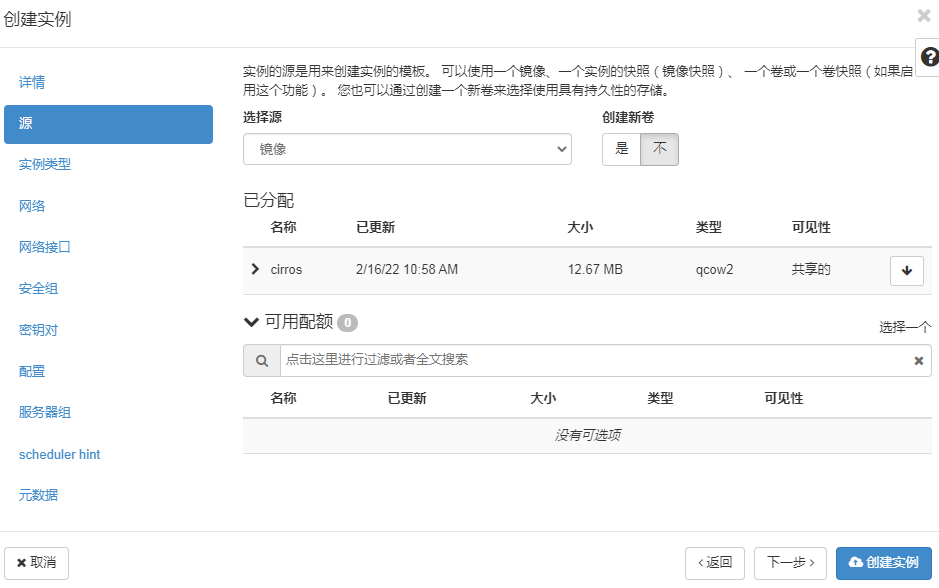 创建实例
详情
源
实例类型
网络
网络接口
安全组
密钥对
配置
服务器组
scheduler hint
元数据
实例的源是用来创建实例的模板。 可以使用一个镜像、一个实例的快照（镜像快照）、 一个卷或一个卷快照（如果启
用这个功能）。 您也可以通过创建一个新卷来选择使用具有持久性的存储。
选择源 创建新卷
镜像 是 不
已分配
名称 已更新 大小 类型 可见性
cirros 2/16/22 10:58 AM 12.67 MB qcow2 共享的
可用配额 0 选择一个
点击这里进行过滤或者全文搜索
名称 已更新 大小 类型 可见性
没有可选项
取消 返回 下一步 创建实例